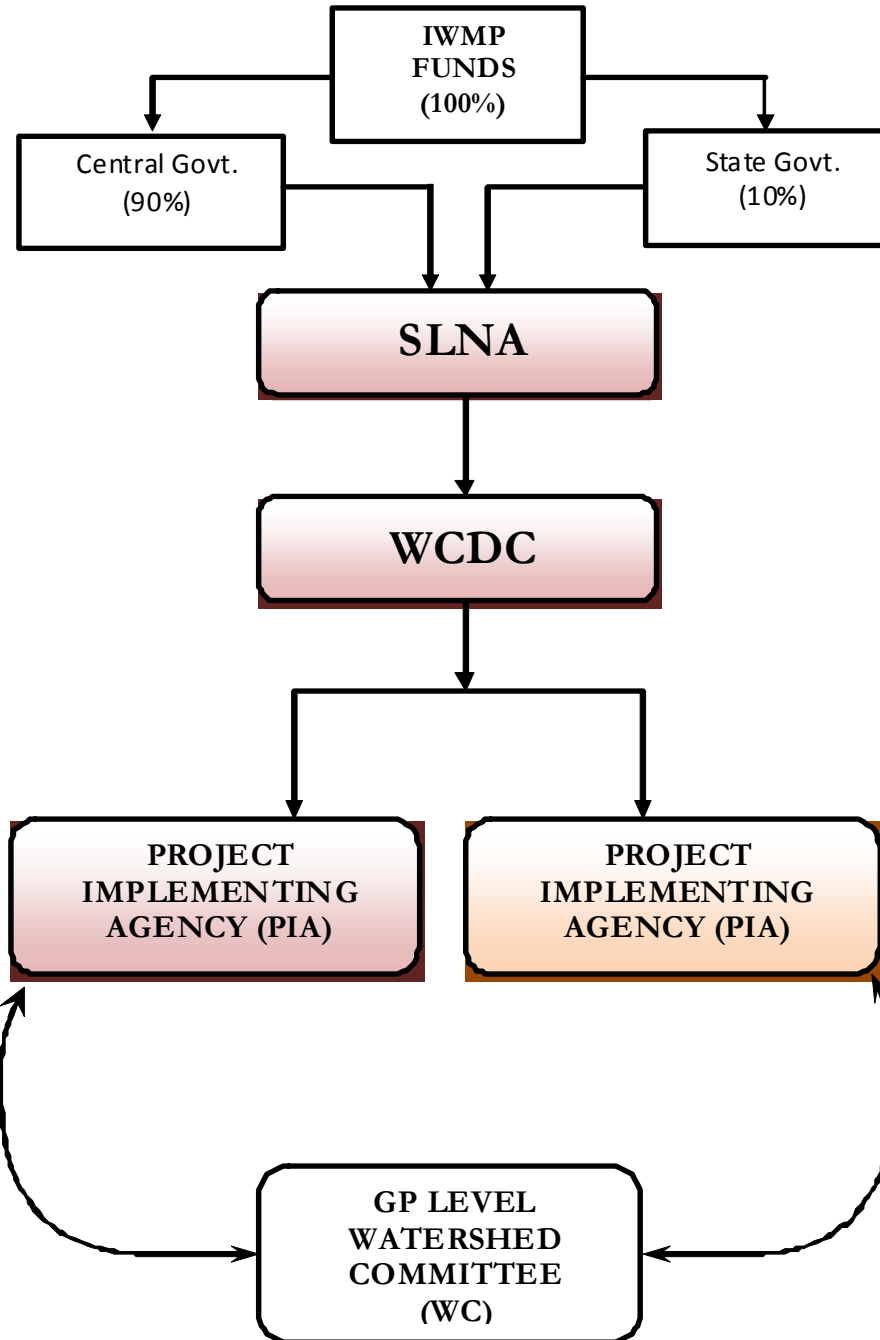 IWMP
FUNDS
(100%)
Central Govt.
(90%)
State Govt.
(10%)
SLNA
WCDC
PROJECT
IMPLEMENTING
AGENCY (PIA)
PROJECT
IMPLEMENTING
AGENCY (PIA)
GP LEVEL
WATERSHED
COMMITTEE
(WC)